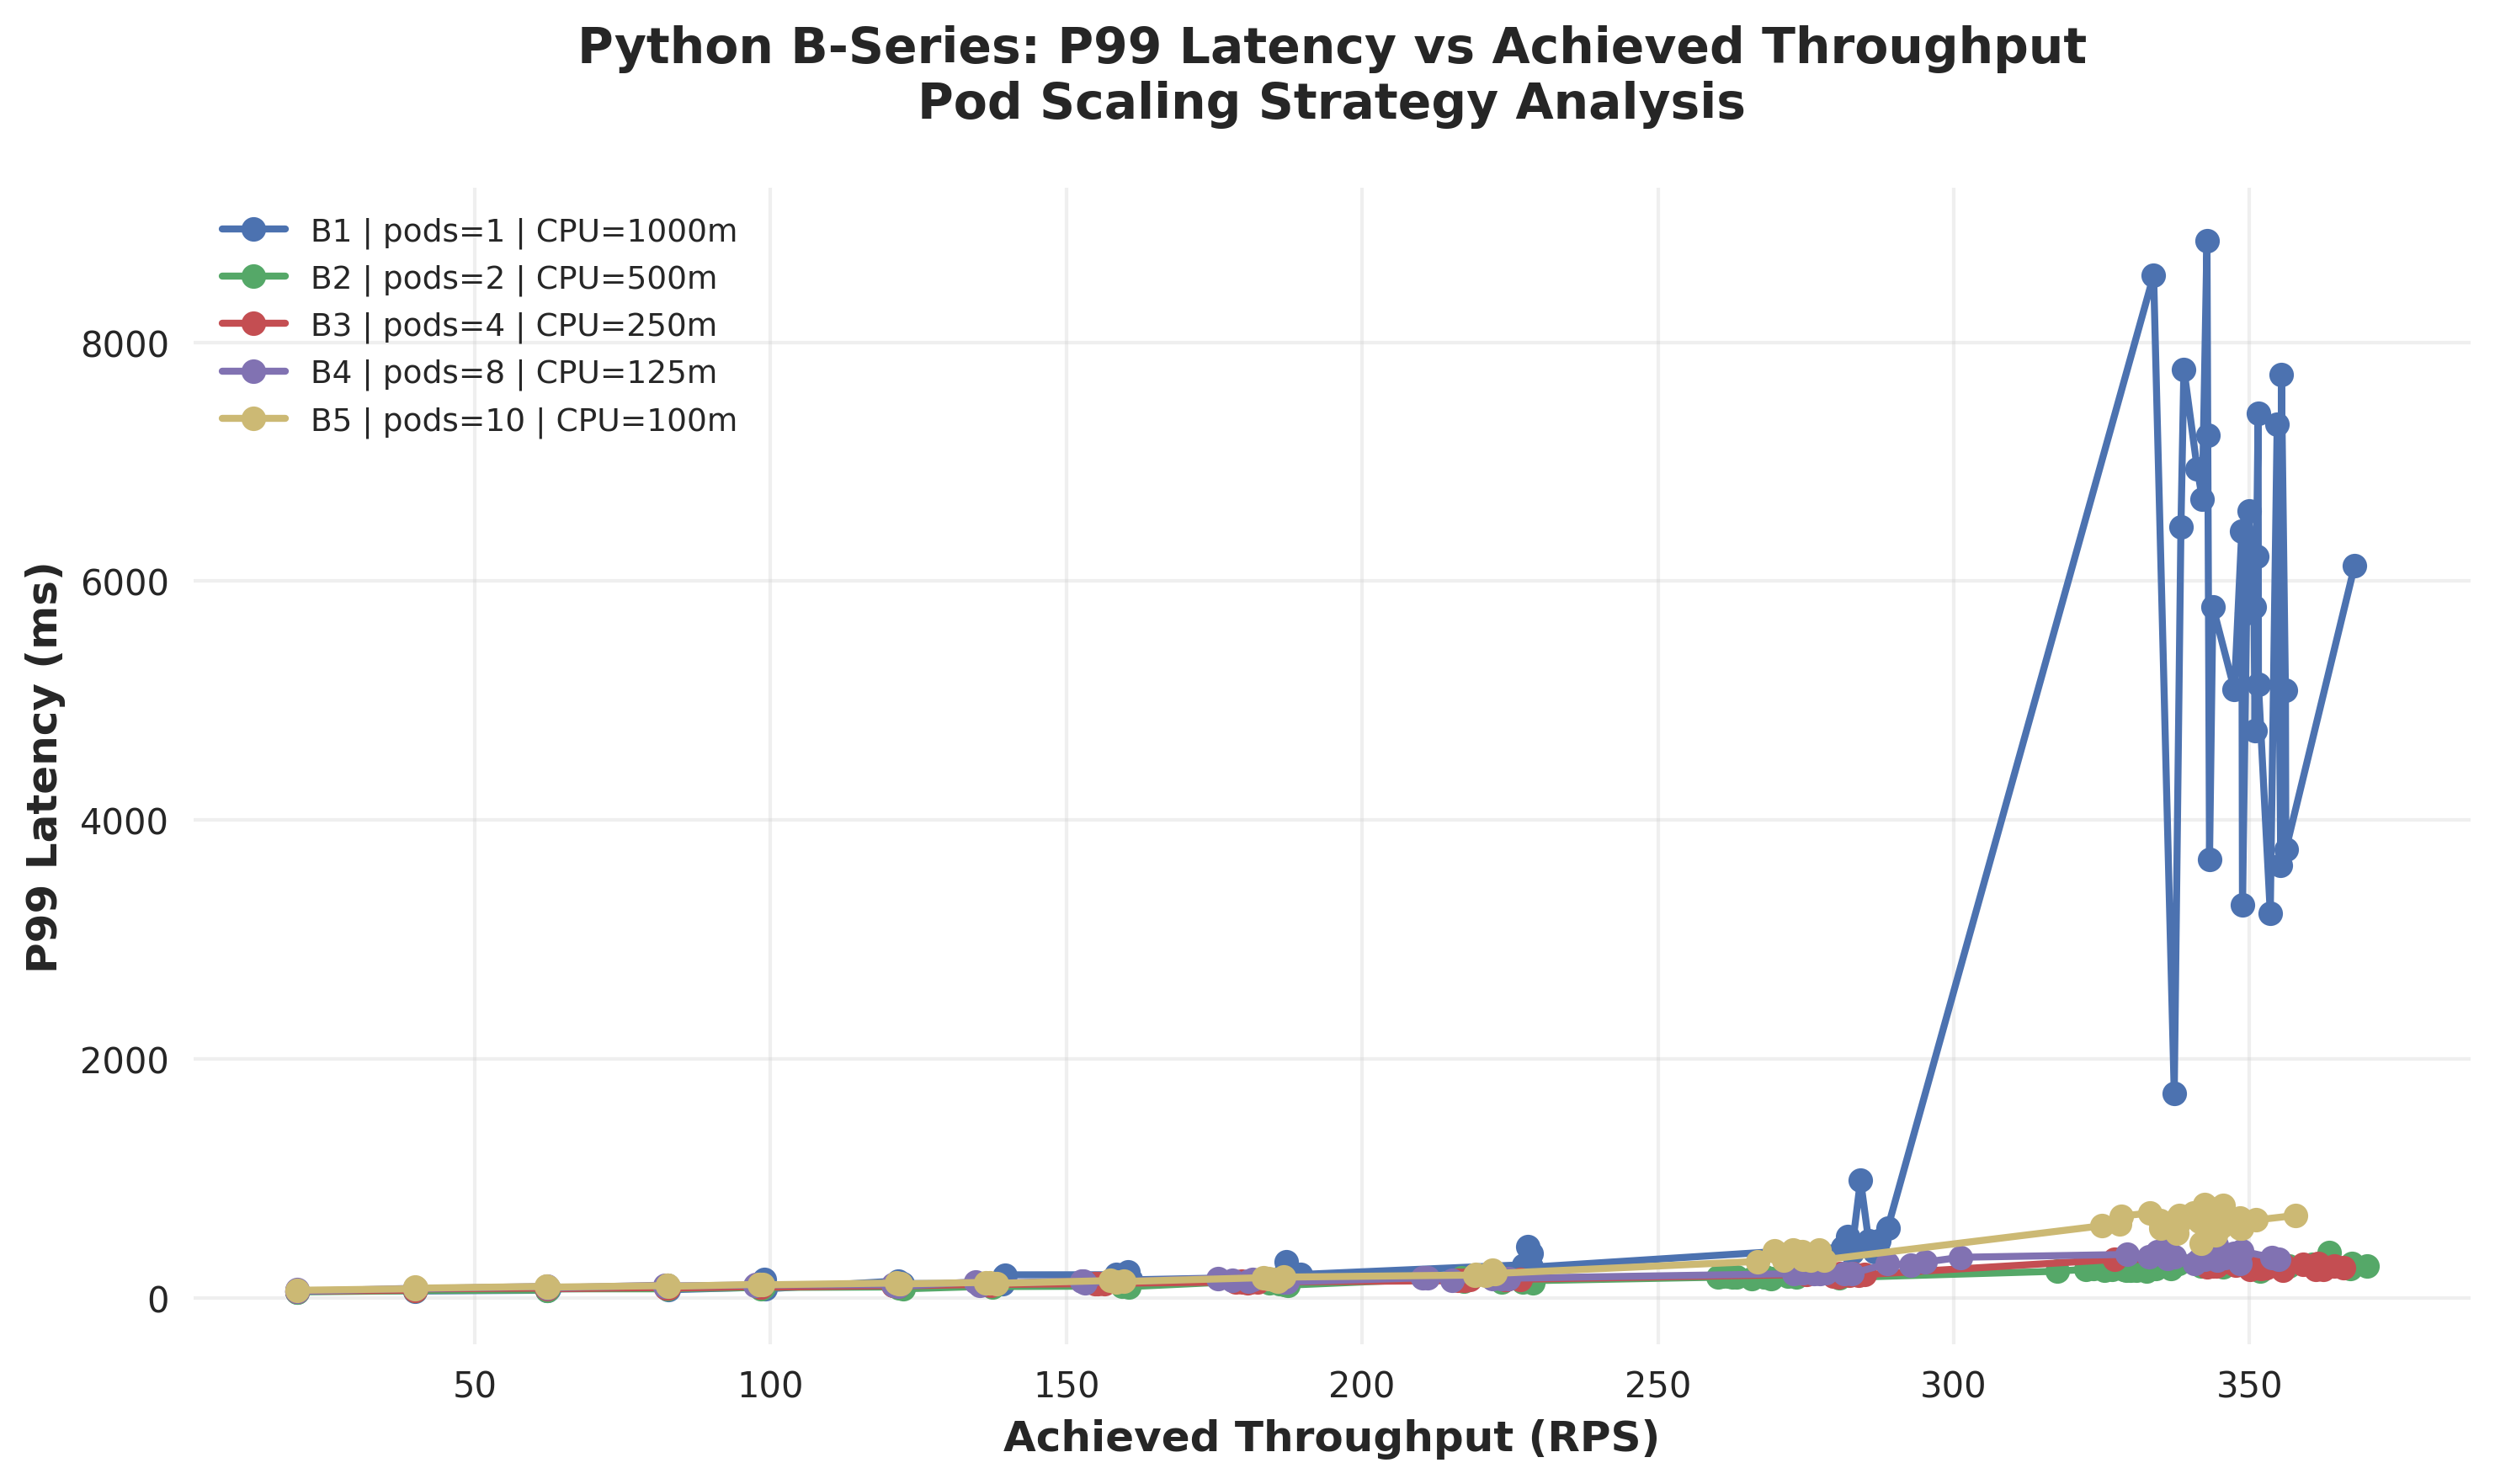 Python B-Series: P99 Latency vs Achieved Throughput
Pod Scaling Strategy Analysis
B1 | pods=1 | CPU=1000m
B2 | pods=2 | CPU=500m
B3 | pods=4 | CPU=250m
B4 | pods=8 | CPU=125m
B5 | pods=10 | CPU=100m
P99 Latency (ms)
8000
6000
4000
2000
0
50
100
150
200
250
300
350
Achieved Throughput (RPS)